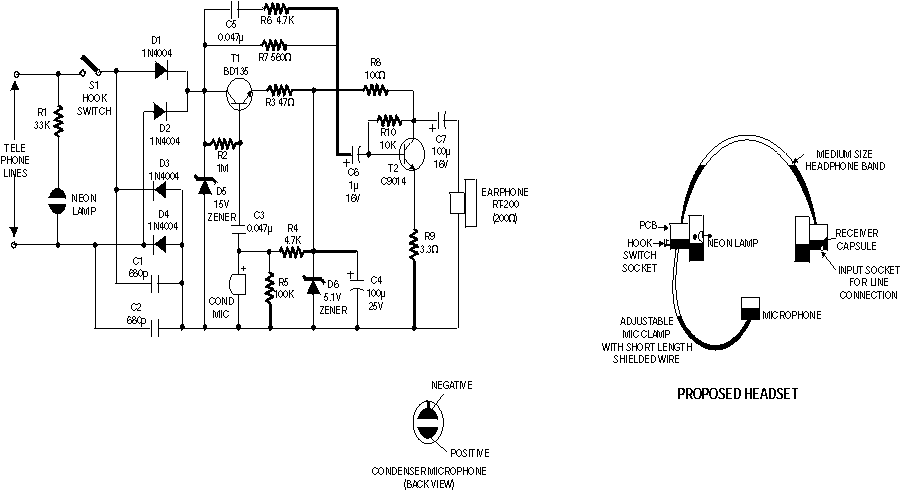 C5
0.047µ
R6 4.7K
R7 560Ω
D1
1N4004
T1
BD135
R8
100Ω
S1
HOOK
SWITCH
R3 47Ω
R1
33K
D2
1N4004
R10
10K
C7
100µ
16V
TELE
PHONE
LINES
R2
1M
C6
1µ
16V
T2
C9014
D3
1N4004
D5
15V
ZENER
NEON
LAMP
EARPHONE
RT-200
(200Ω)
D4
1N4004
C3
0.047µ
R4
4.7K
R9
3.3Ω
C1
680p
COND
MIC
R5
100K
D6
5.1V
ZENER
C4
100µ
25V
C2
680p
MEDIUM SIZE
HEADPHONE BAND
PCB
HOOK
SWITCH
SOCKET
NEON LAMP
RECEIVER
CAPSULE
INPUT SOCKET
FOR LINE
CONNECTION
MICROPHONE
ADJUSTABLE
MIC CLAMP
WITH SHORT LENGTH
SHIELDED WIRE
PROPOSED HEADSET
NEGATIVE
POSITIVE
CONDENSER MICROPHONE
(BACK VIEW)